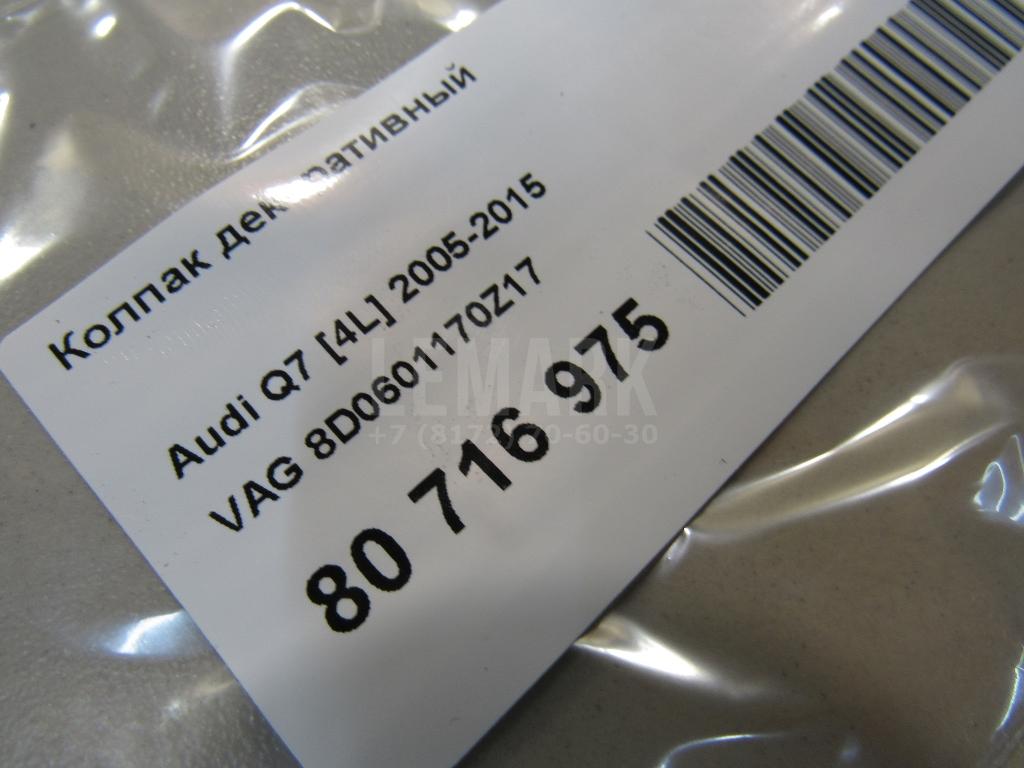 Колпак декоративный
Audi Q7 [4L] 2005-2015
VAG 8D0601170Z17
80 716 975
LEMARK